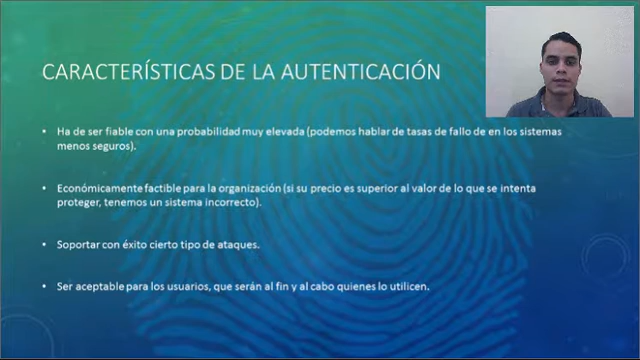 CARACTERÍSTICAS DE LA AUTENTICACIÓN
• Ha de ser fiable con una probabilidad muy elevada (podemos hablar de tasas de fallo de en los sistemas
menos seguros).
• Económicamente factible para la organización (si su precio es superior al valor de lo que se intenta
proteger, tenemos un sistema incorrecto).
• Soportar con éxito cierto tipo de ataques.
• Ser aceptable para los usuarios, que serán al fin y al cabo quienes lo utilicen.